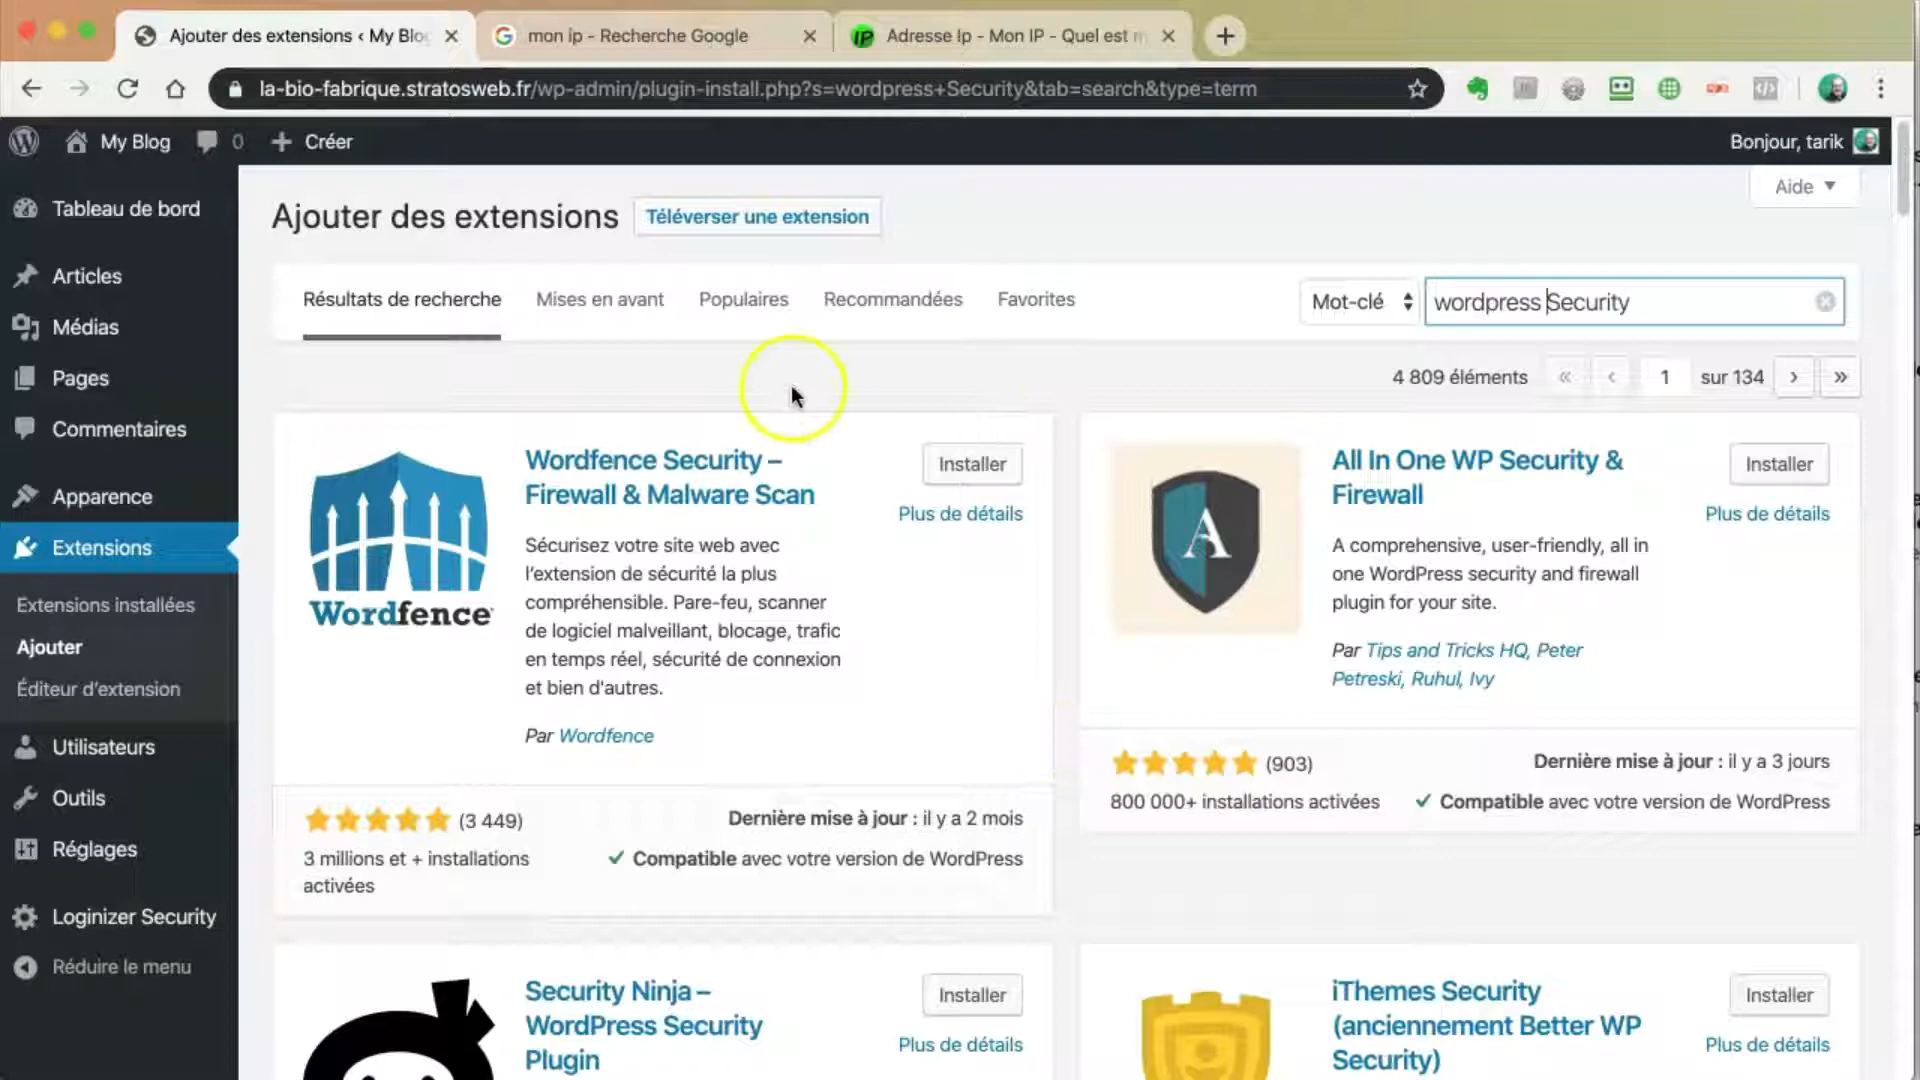 Ajouter des extensions ‹ My Blog
mon ip - Recherche Google
Adresse Ip - Mon IP - Quel est m
la-bio-fabrique.stratosweb.fr/wp-admin/plugin-install.php?s=wordpress+Security&tab=search&type=term
My Blog
0
Créer
Bonjour, tarik
Aide
Tableau de bord
Articles
Médias
Pages
Commentaires
Apparence
Extensions
Extensions installées
Ajouter
Éditeur d'extension
Utilisateurs
Outils
Réglages
Loginizer Security
Réduire le menu
Ajouter des extensions
Téléverser une extension
Résultats de recherche
Mises en avant
Populaires
Recommandées
Favorites
Mot-clé
wordpress Security
4 809 éléments
«
‹
1
sur 134
›
»
Wordfence
Wordfence Security –
Firewall & Malware Scan
Installer
Plus de détails
Sécurisez votre site web avec
l'extension de sécurité la plus
compréhensible. Pare-feu, scanner
de logiciel malveillant, blocage, trafic
en temps réel, sécurité de connexion
et bien d'autres.
Par Wordfence
(3 449)
3 millions et + installations
activées
Dernière mise à jour : il y a 2 mois
Compatible avec votre version de WordPress
A
All In One WP Security &
Firewall
Installer
Plus de détails
A comprehensive, user-friendly, all in
one WordPress security and firewall
plugin for your site.
Par Tips and Tricks HQ, Peter
Petreski, Ruhul, Ivy
(903)
800 000+ installations activées
Dernière mise à jour : il y a 3 jours
Compatible avec votre version de WordPress
Security Ninja –
WordPress Security
Plugin
Installer
Plus de détails
iThemes Security
(anciennement Better WP
Security)
Installer
Plus de détails